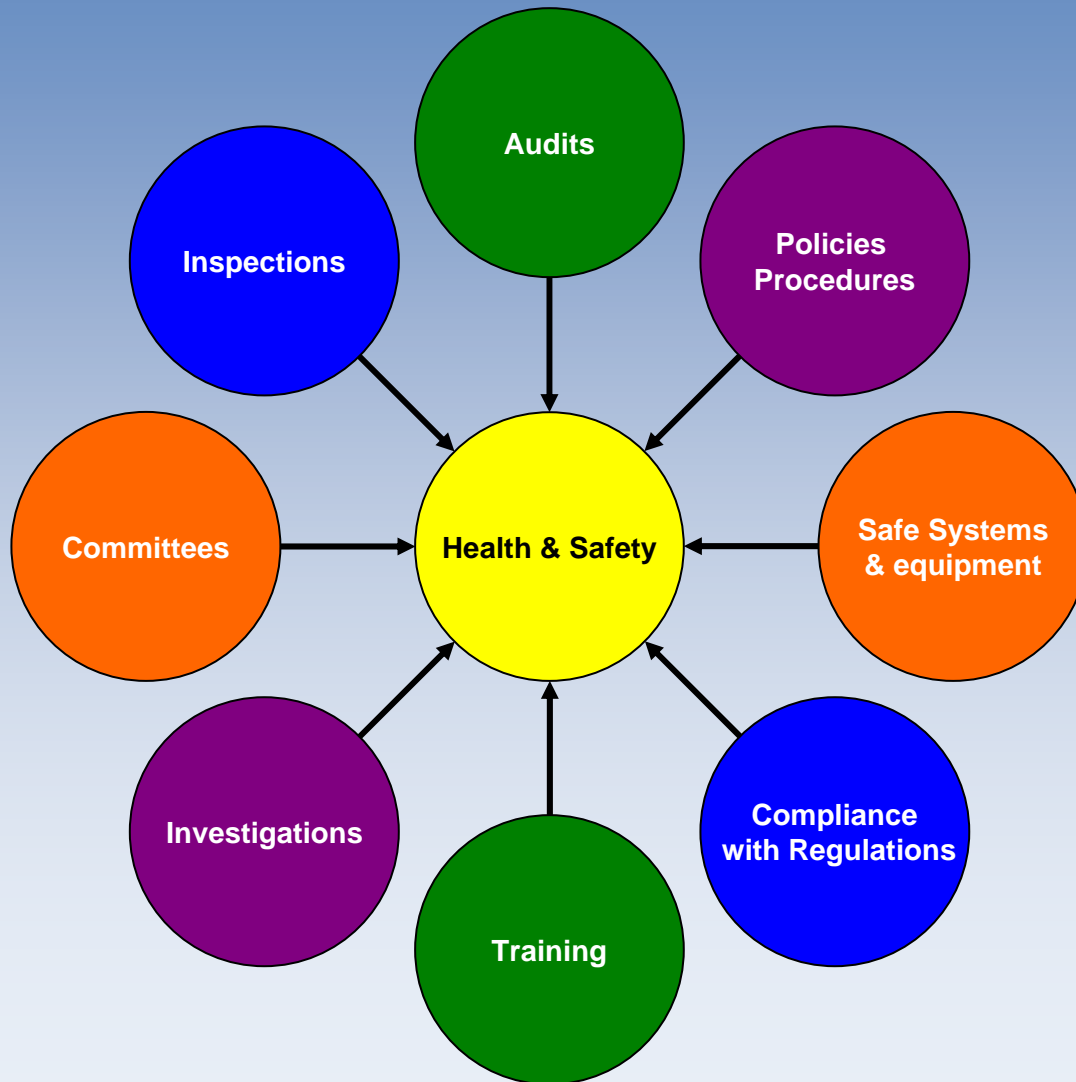 Audits
Inspections
Policies
Procedures
Committees
Health & Safety
Safe Systems
& equipment
Investigations
Compliance
with Regulations
Training